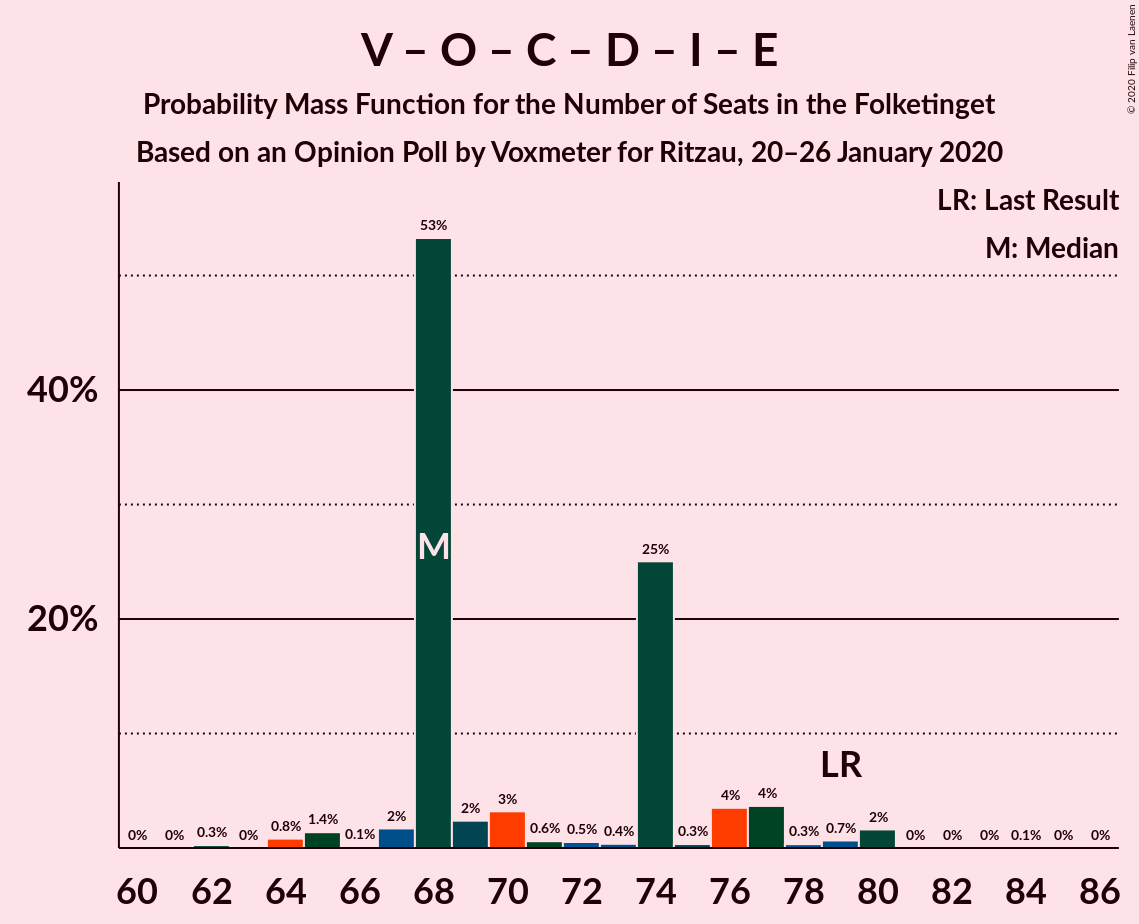 V – O – C – D – I – E
Probability Mass Function for the Number of Seats in the Folketinget
Based on an Opinion Poll by Voxmeter for Ritzau, 20–26 January 2020
© 2020 Filip van Laenen
LR: Last Result
M: Median
53%
40%
M
25%
20%
LR
0% 0% 0.3% 0% 0.8% 1.4% 0.1% 2% 2% 3% 0.6% 0.5% 0.4% 0.3% 4% 4% 0.3% 0.7% 2% 0% 0% 0% 0.1% 0% 0%
60 62 64 66 68 70 72 74 76 78 80 82 84 86